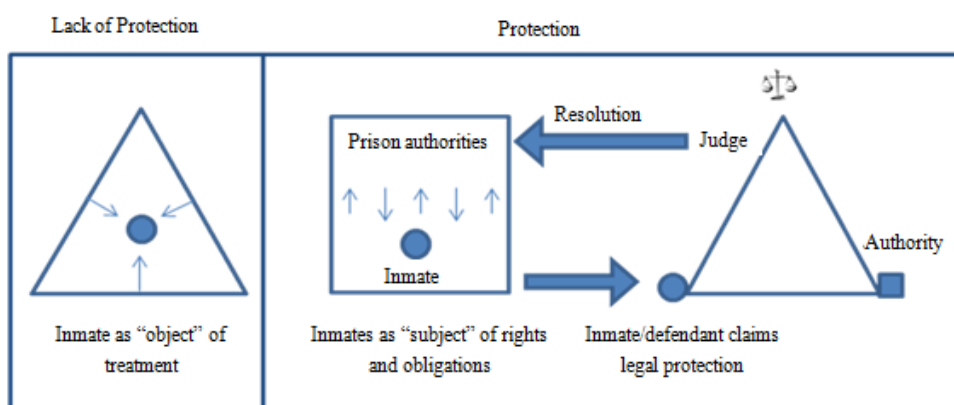 Lack of Protection
Protection
Resolution
Prison authorities
Judge
Authority
Inmate
Inmate as “object” of
treatment
Inmates as “subject” of rights
and obligations
Inmate/defendant claims
legal protection